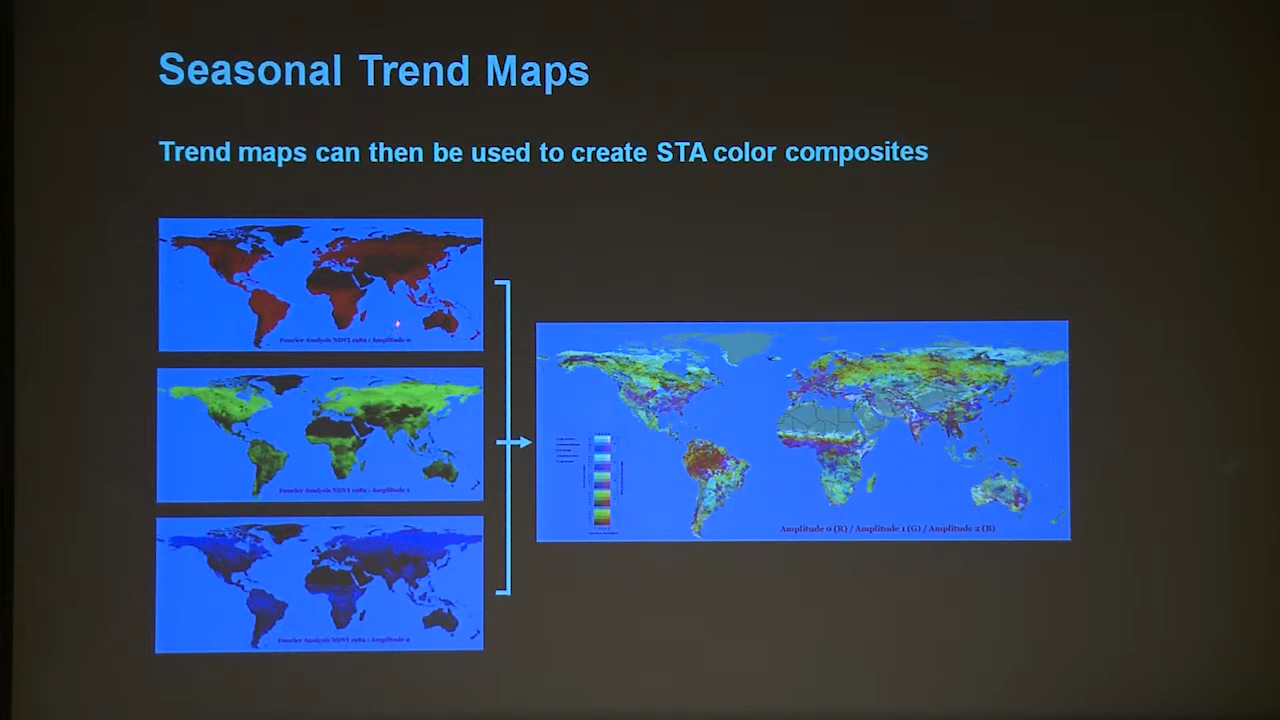 Seasonal Trend Maps
Trend maps can then be used to create STA color composites
Fourier Analysis NDVI 1982 : Amplitude 0
Fourier Analysis NDVI 1982 : Amplitude 1
Fourier Analysis NDVI 1982 : Amplitude 2
Amplitude 0 (R) / Amplitude 1 (G) / Amplitude 2 (B)